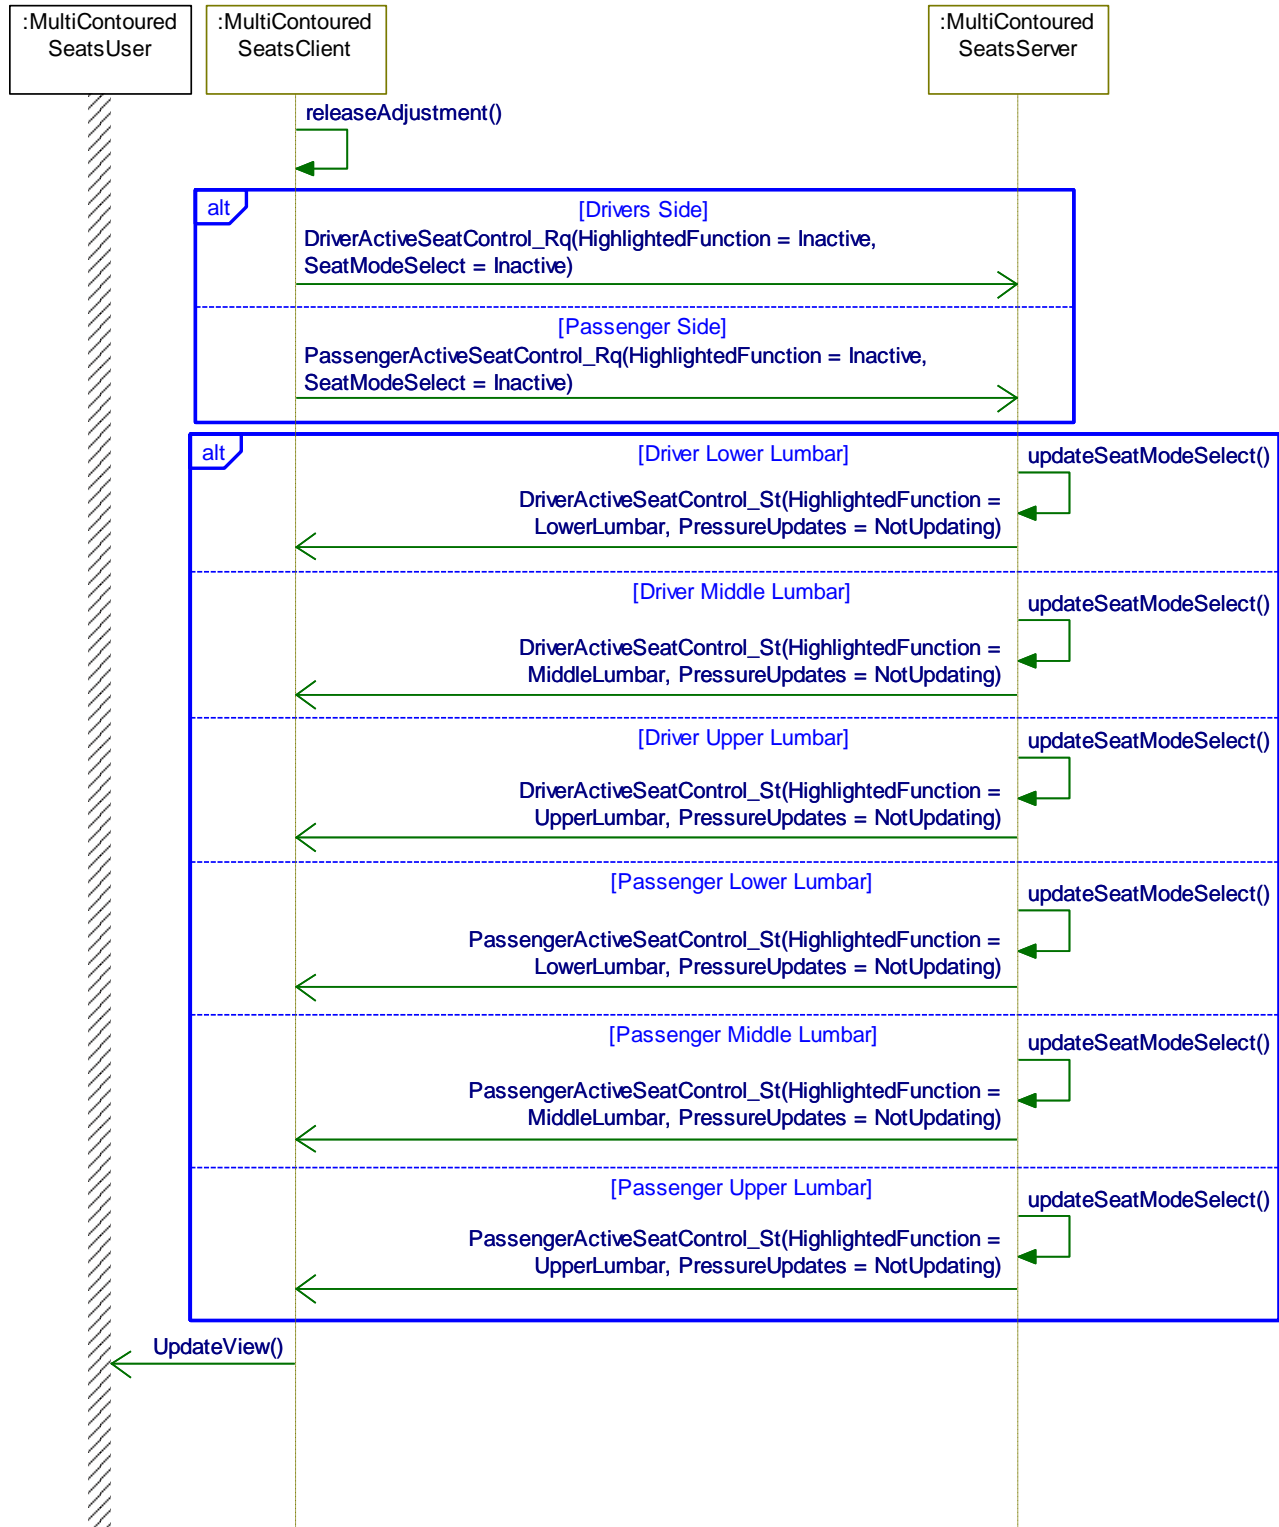 :MultiContoured
SeatsUser
:MultiContoured
SeatsClient
:MultiContoured
SeatsServer
releaseAdjustment()
alt
[Drivers Side]
DriverActiveSeatControl_Rq(HighlightedFunction = Inactive,
SeatModeSelect = Inactive)
[Passenger Side]
PassengerActiveSeatControl_Rq(HighlightedFunction = Inactive,
SeatModeSelect = Inactive)
alt
[Driver Lower Lumbar]
updateSeatModeSelect()
DriverActiveSeatControl_St(HighlightedFunction =
LowerLumbar, PressureUpdates = NotUpdating)
[Driver Middle Lumbar]
updateSeatModeSelect()
DriverActiveSeatControl_St(HighlightedFunction =
MiddleLumbar, PressureUpdates = NotUpdating)
[Driver Upper Lumbar]
updateSeatModeSelect()
DriverActiveSeatControl_St(HighlightedFunction =
UpperLumbar, PressureUpdates = NotUpdating)
[Passenger Lower Lumbar]
updateSeatModeSelect()
PassengerActiveSeatControl_St(HighlightedFunction =
LowerLumbar, PressureUpdates = NotUpdating)
[Passenger Middle Lumbar]
updateSeatModeSelect()
PassengerActiveSeatControl_St(HighlightedFunction =
MiddleLumbar, PressureUpdates = NotUpdating)
[Passenger Upper Lumbar]
updateSeatModeSelect()
PassengerActiveSeatControl_St(HighlightedFunction =
UpperLumbar, PressureUpdates = NotUpdating)
UpdateView()